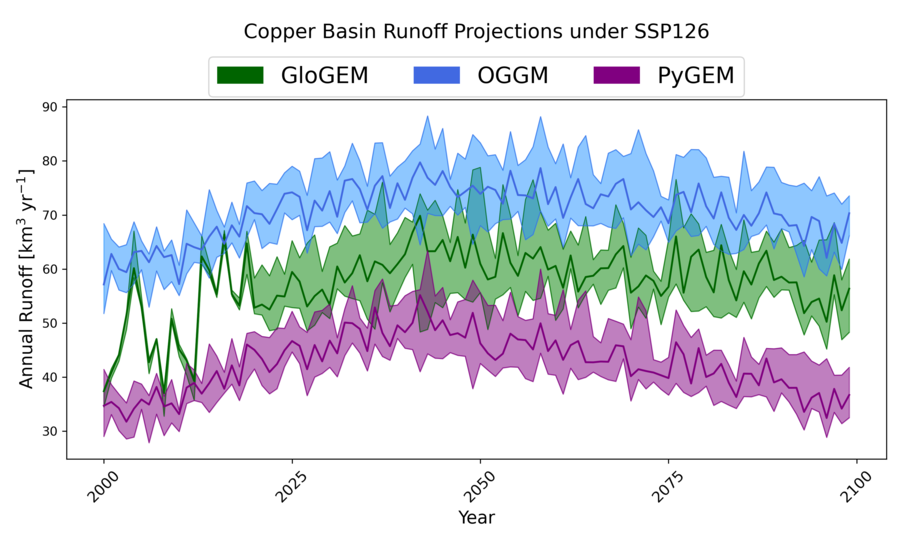 Copper Basin Runoff Projections under SSP126
GloGEM OGGM PyGEM
90
80
70
60
50
40
30
Annual Runoff [km³ yr⁻¹]
2000 2025 2050 2075 2100
Year